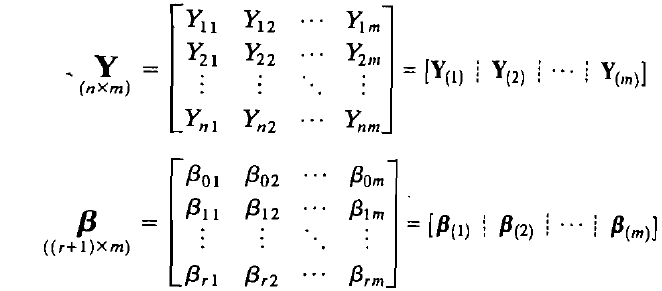 Y (n×m) = [ Y₁₁ Y₁₂ ⋯ Y₁ₘ
Y₂₁ Y₂₂ ⋯ Y₂ₘ
⋮ ⋮ ⋱ ⋮
Yₙ₁ Yₙ₂ ⋯ Yₙₘ ] = [Y₍₁₎ ¦ Y₍₂₎ ¦ ⋯ ¦ Y₍ₘ₎]
β ((r+1)×m) = [ β₀₁ β₀₂ ⋯ β₀ₘ
β₁₁ β₁₂ ⋯ β₁ₘ
⋮ ⋮ ⋱ ⋮
βᵣ₁ βᵣ₂ ⋯ βᵣₘ ] = [β₍₁₎ ¦ β₍₂₎ ¦ ⋯ ¦ β₍ₘ₎]